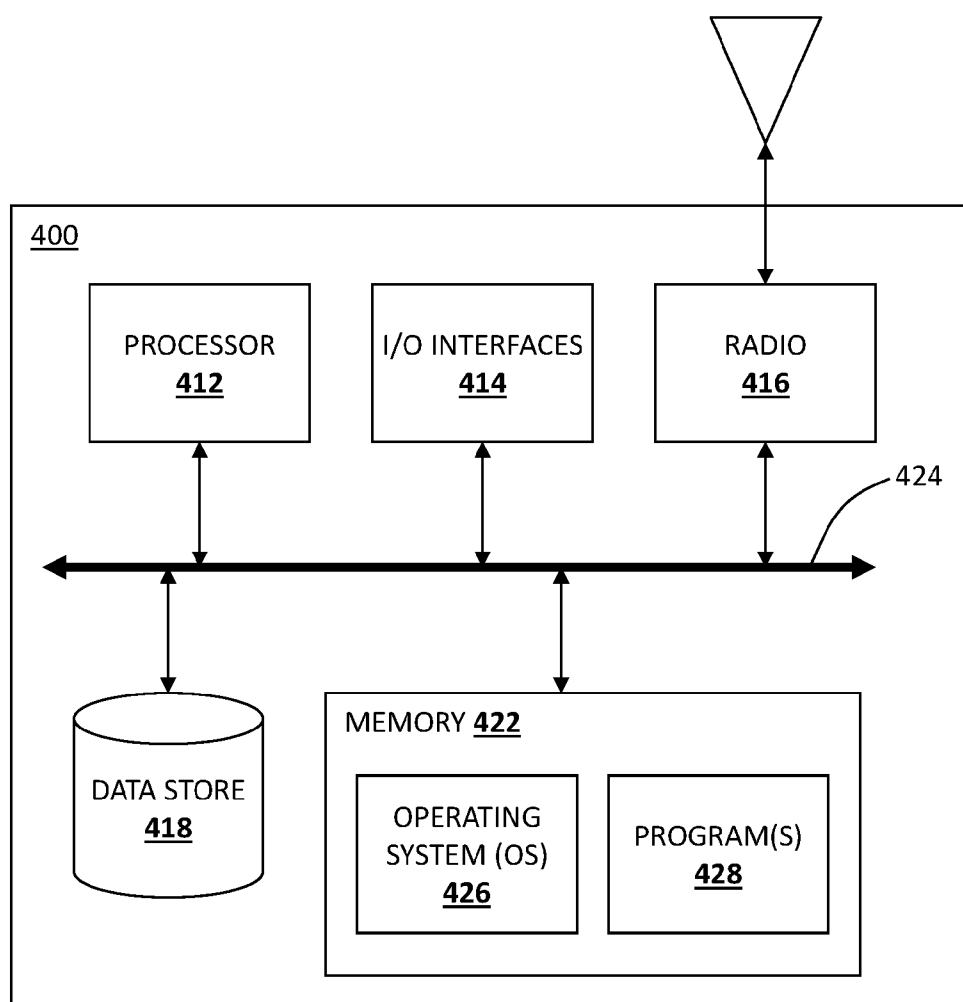 400
PROCESSOR
412
I/O INTERFACES
414
RADIO
416
424
DATA STORE
418
MEMORY 422
OPERATING
SYSTEM (OS)
426
PROGRAM(S)
428